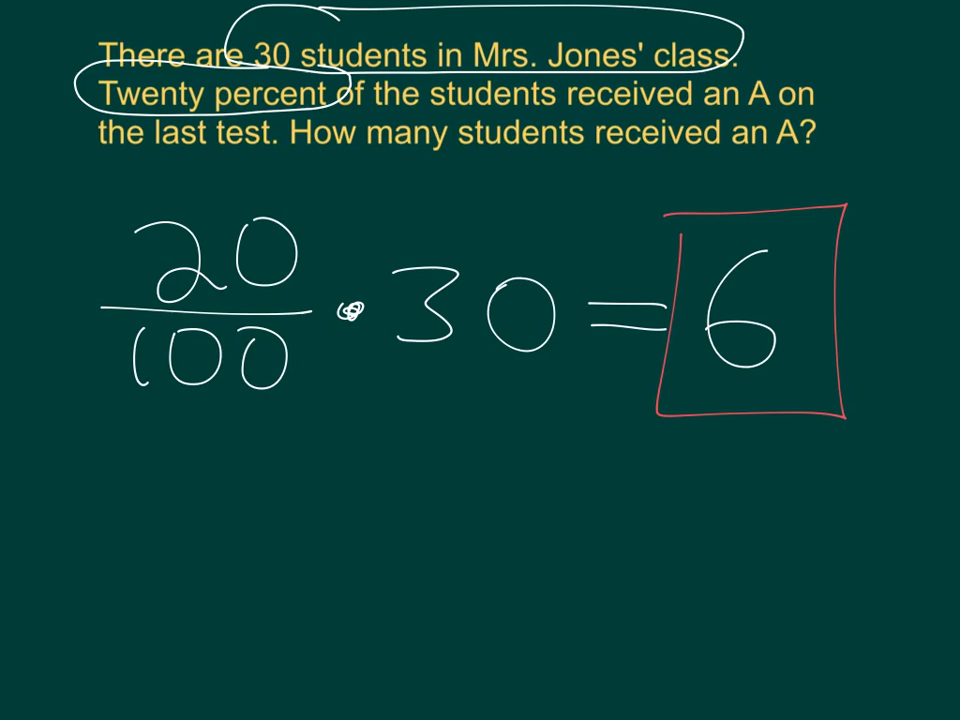 There are 30 students in Mrs. Jones' class.
Twenty percent of the students received an A on
the last test. How many students received an A?
20
100
· 30 = 6